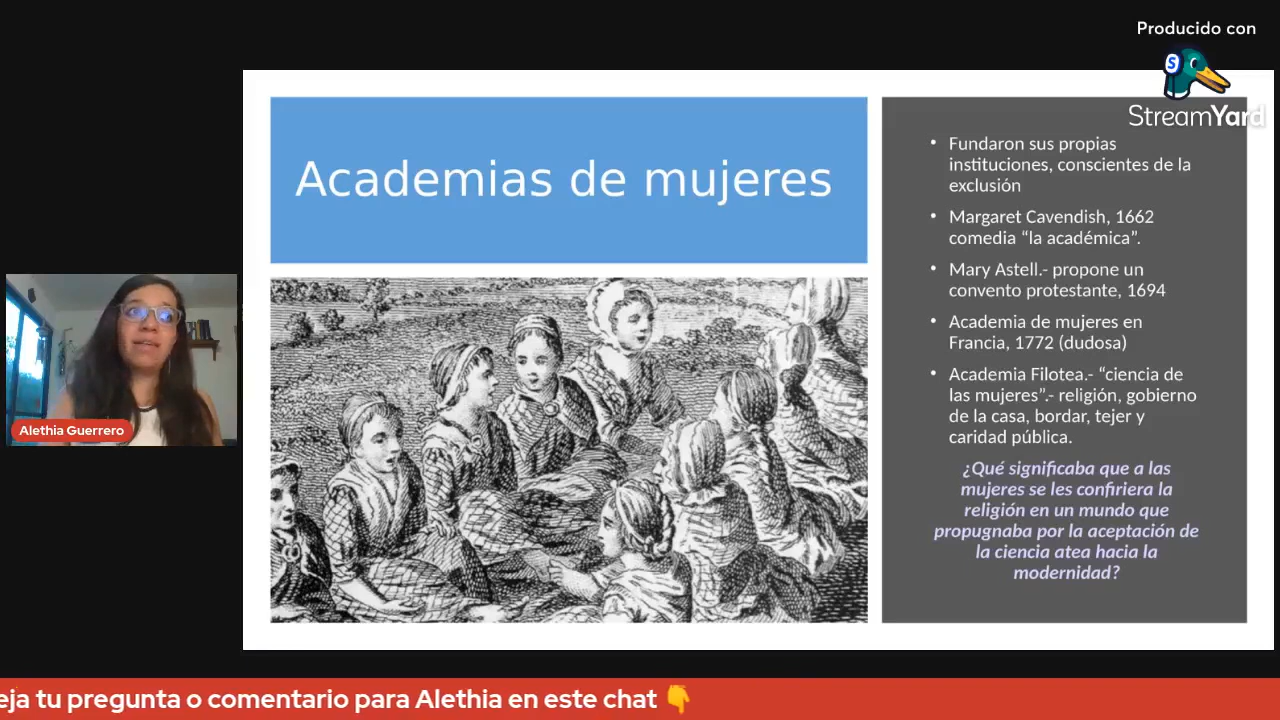 Producido con
StreamYard
Academias de mujeres
• Fundaron sus propias
instituciones, conscientes de la
exclusión
• Margaret Cavendish, 1662
comedia “la académica”.
• Mary Astell.- propone un
convento protestante, 1694
• Academia de mujeres en
Francia, 1772 (dudosa)
• Academia Filotea.- “ciencia de
las mujeres”.- religión, gobierno
de la casa, bordar, tejer y
caridad pública.
¿Qué significaba que a las
mujeres se les confiriera la
religión en un mundo que
propugnaba por la aceptación de
la ciencia atea hacia la
modernidad?
Alethia Guerrero
eja tu pregunta o comentario para Alethia en este chat 👇